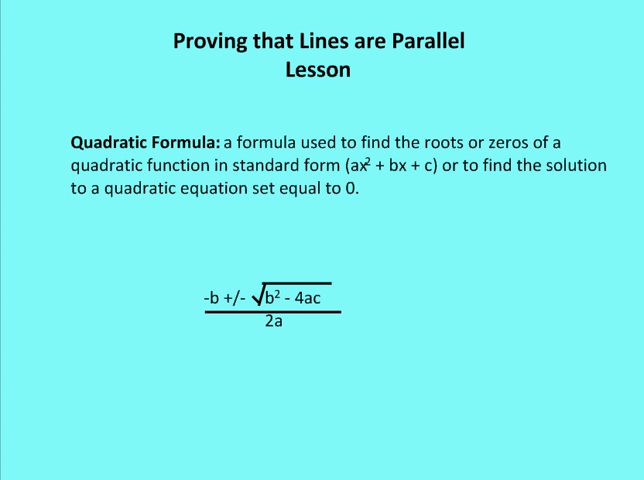 Proving that Lines are Parallel
Lesson
Quadratic Formula: a formula used to find the roots or zeros of a
quadratic function in standard form (ax² + bx + c) or to find the solution
to a quadratic equation set equal to 0.
-b +/- √b² - 4ac
2a